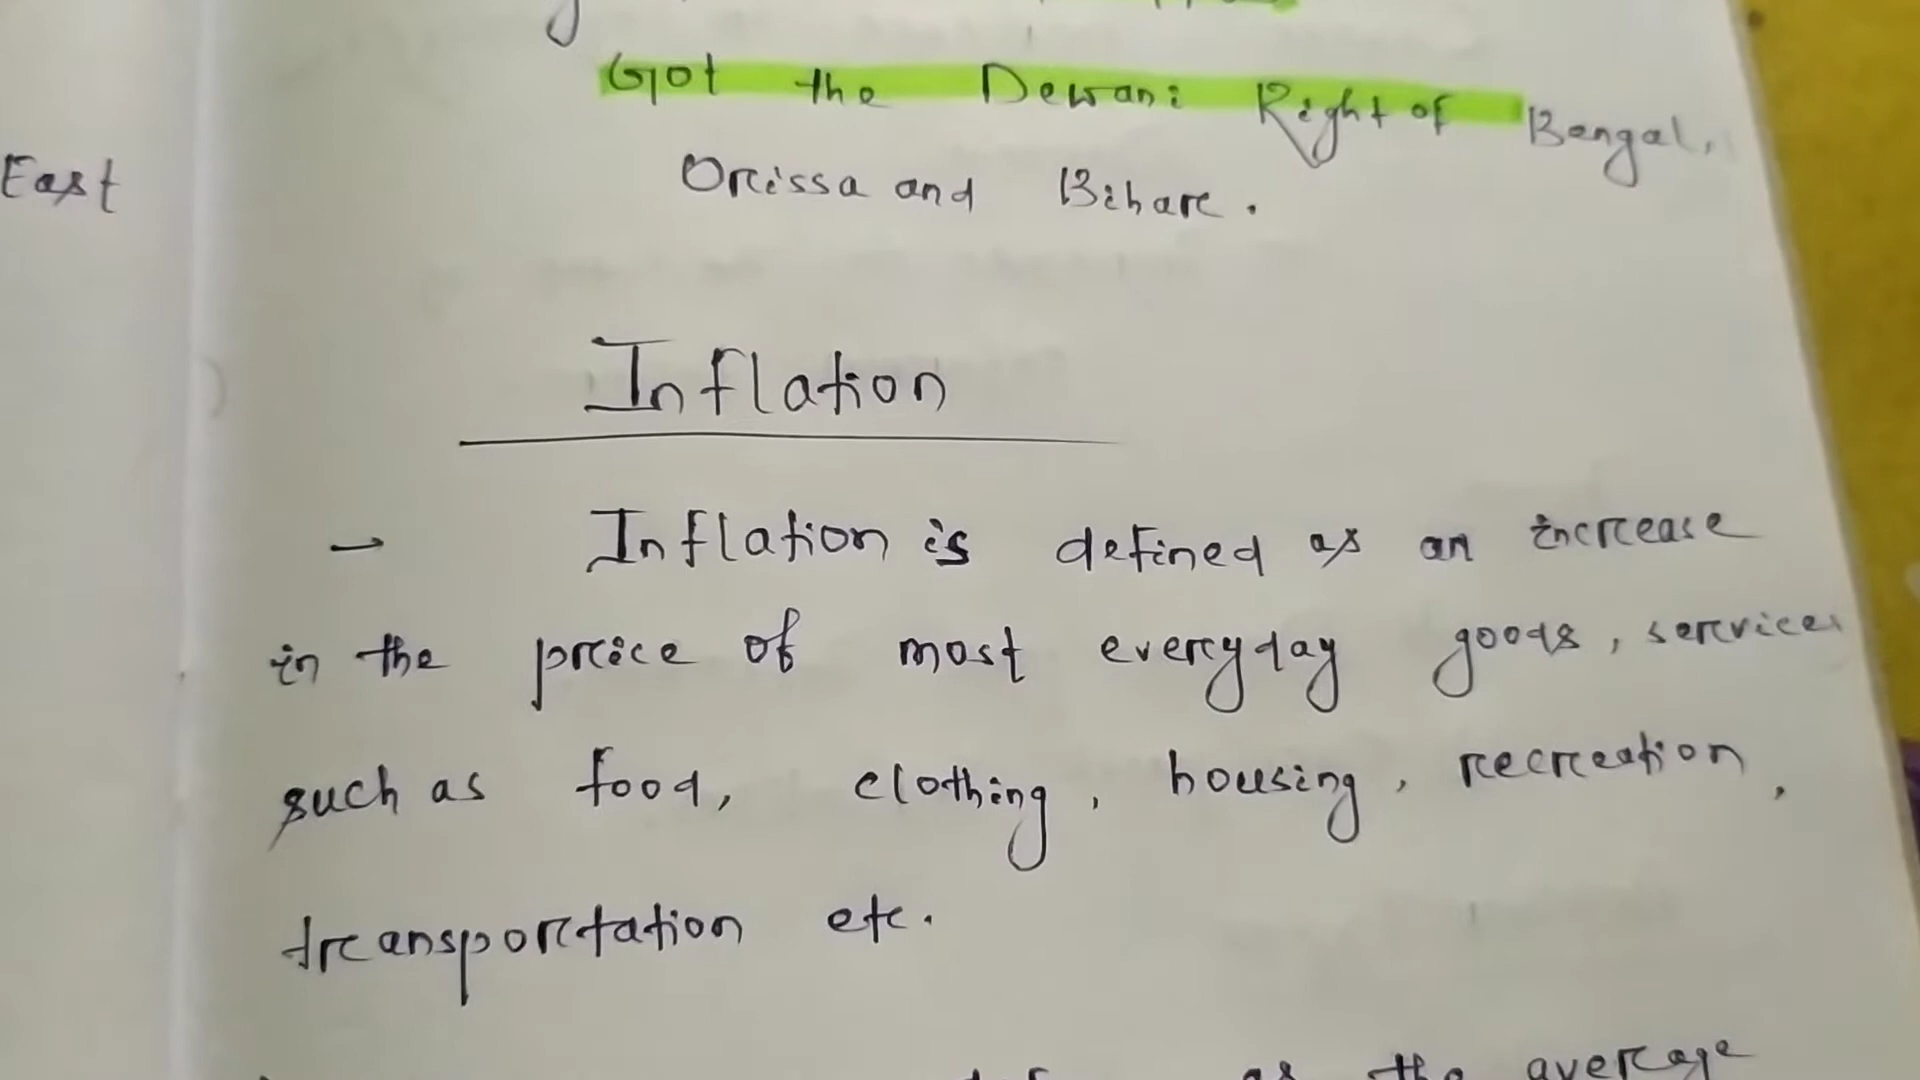 Got the Dewani Right of Bengal,
Orissa and Bihar.
East
Inflation
→ Inflation is defined as an increase
in the price of most everyday goods, services
such as food, clothing, housing, recreation,
transportation etc.
as the average